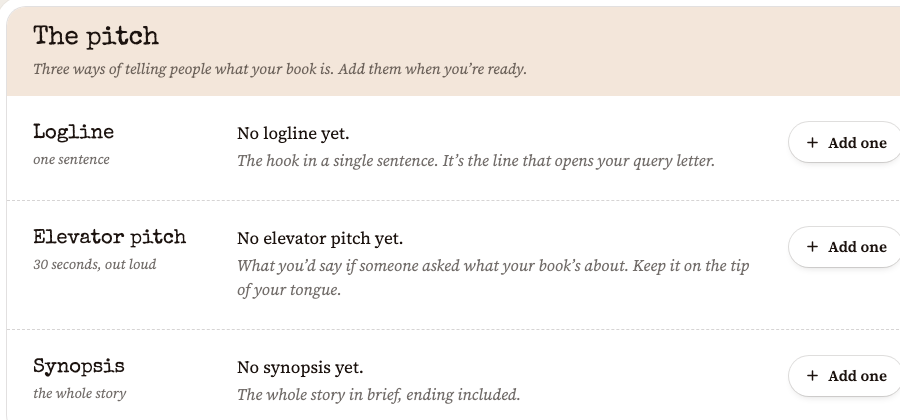 The pitch
Three ways of telling people what your book is. Add them when you’re ready.
Logline
one sentence
No logline yet.
The hook in a single sentence. It’s the line that opens your query letter.
+ Add one
Elevator pitch
30 seconds, out loud
No elevator pitch yet.
What you’d say if someone asked what your book’s about. Keep it on the tip
of your tongue.
+ Add one
Synopsis
the whole story
No synopsis yet.
The whole story in brief, ending included.
+ Add one